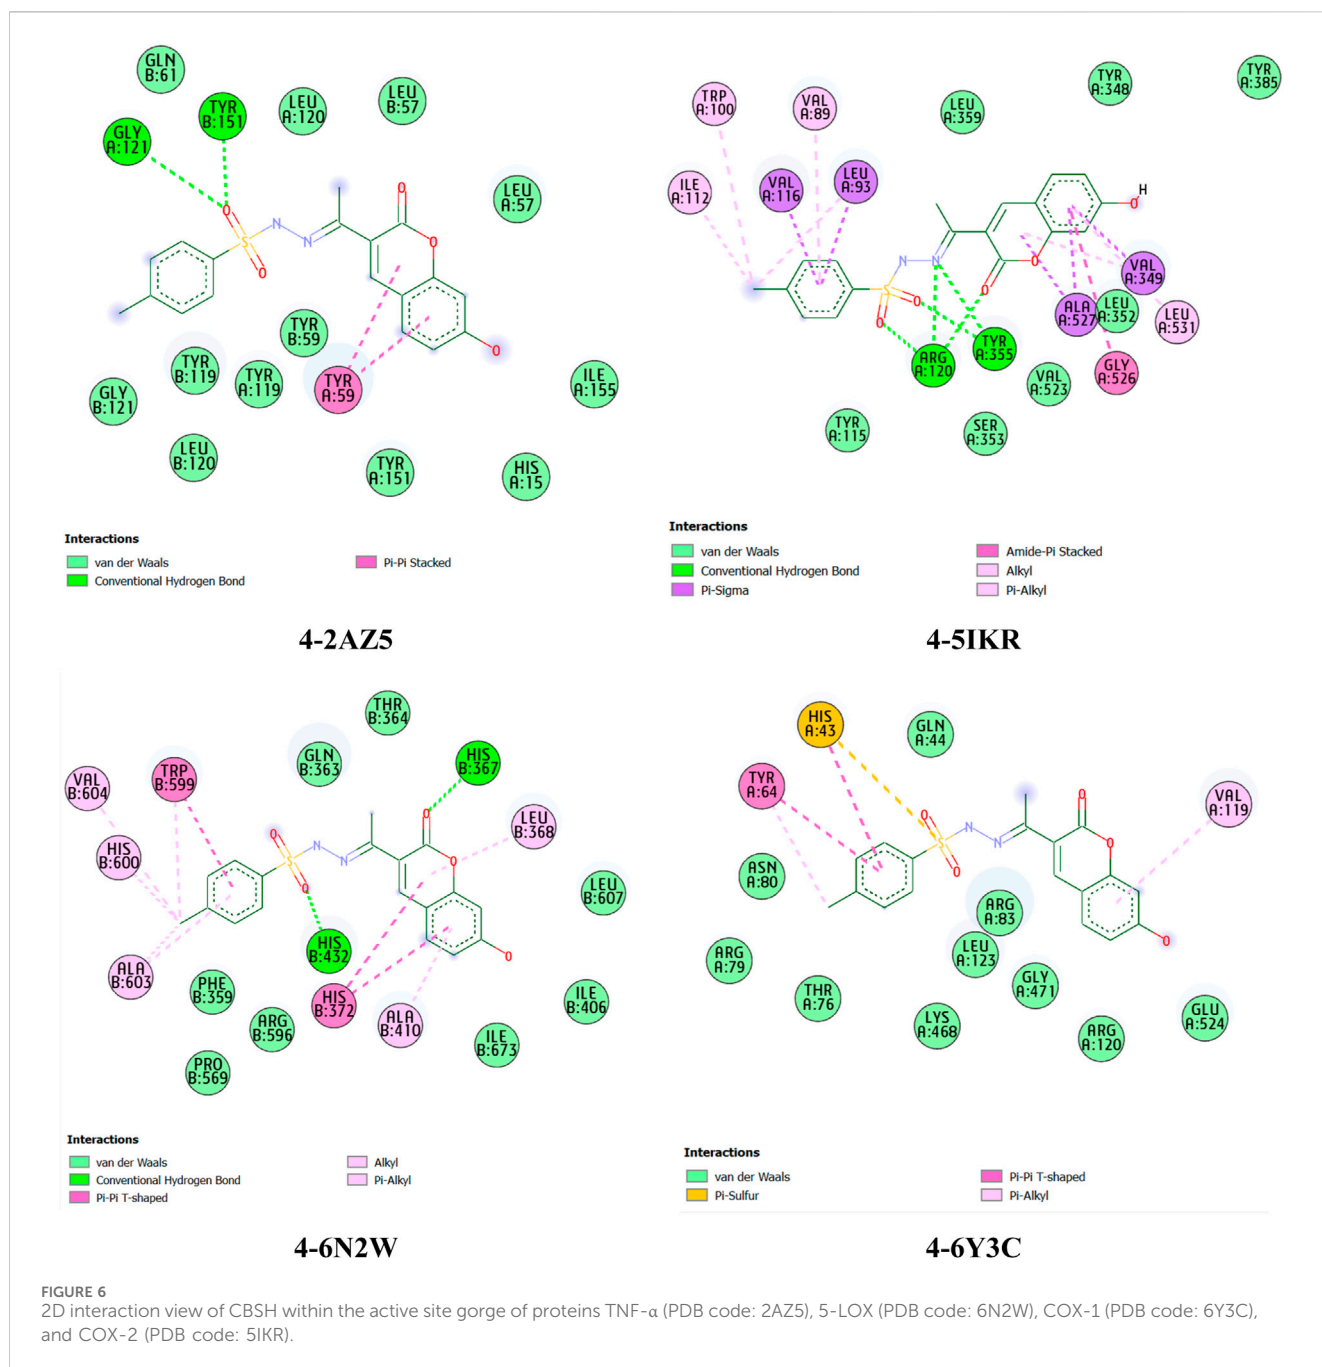 GLN
B:61
TYR
B:151
LEU
A:120
LEU
B:57
GLY
A:121
LEU
A:57
O
O
N
N
S
O
O
O
TYR
B:59
TYR
B:119
TYR
A:119
TYR
A:59
ILE
A:155
GLY
B:121
LEU
B:120
TYR
A:151
HIS
A:15
Interactions
van der Waals
Conventional Hydrogen Bond
Pi-Pi Stacked
4-2AZ5
TRP
A:100
VAL
A:89
LEU
A:359
TYR
A:348
TYR
A:385
ILE
A:112
VAL
A:116
LEU
A:93
H
O
N
N
O
S
O
O
O
VAL
A:349
ALA
A:527
LEU
A:352
LEU
A:531
ARG
A:120
TYR
A:355
GLY
A:526
VAL
A:523
TYR
A:115
SER
A:353
Interactions
van der Waals
Conventional Hydrogen Bond
Pi-Sigma
Amide-Pi Stacked
Alkyl
Pi-Alkyl
4-5IKR
THR
B:364
GLN
B:363
HIS
B:367
VAL
B:604
TRP
B:599
LEU
B:368
HIS
B:600
O
O
N
N
S
O
O
O
LEU
B:607
HIS
B:432
ALA
B:603
PHE
B:359
HIS
B:372
ALA
B:410
ILE
B:406
ARG
B:596
ILE
B:673
PRO
B:569
Interactions
van der Waals
Conventional Hydrogen Bond
Pi-Pi T-shaped
Alkyl
Pi-Alkyl
4-6N2W
HIS
A:43
GLN
A:44
TYR
A:64
VAL
A:119
O
O
N
N
S
O
O
O
ASN
A:80
ARG
A:83
LEU
A:123
ARG
A:79
THR
A:76
GLY
A:471
LYS
A:468
ARG
A:120
GLU
A:524
Interactions
van der Waals
Pi-Sulfur
Pi-Pi T-shaped
Pi-Alkyl
4-6Y3C
FIGURE 6
2D interaction view of CBSH within the active site gorge of proteins TNF-α (PDB code: 2AZ5), 5-LOX (PDB code: 6N2W), COX-1 (PDB code: 6Y3C),
and COX-2 (PDB code: 5IKR).